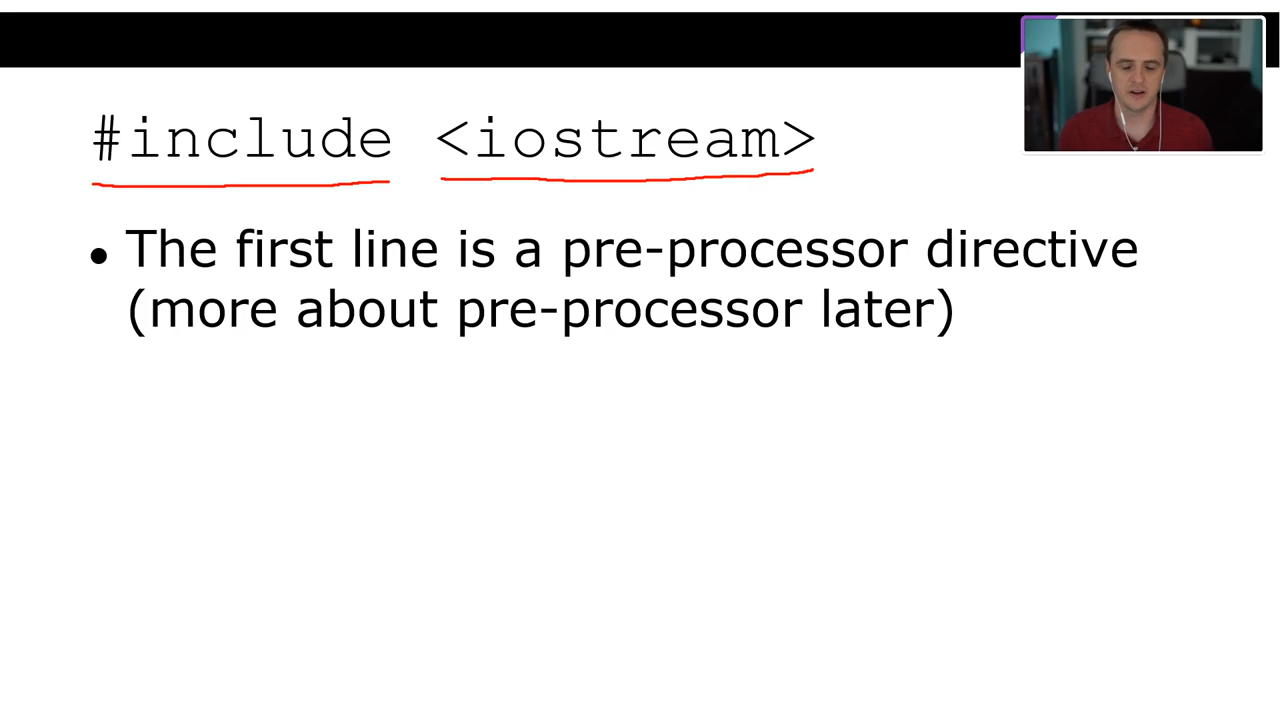 #include <iostream>
• The first line is a pre-processor directive
(more about pre-processor later)